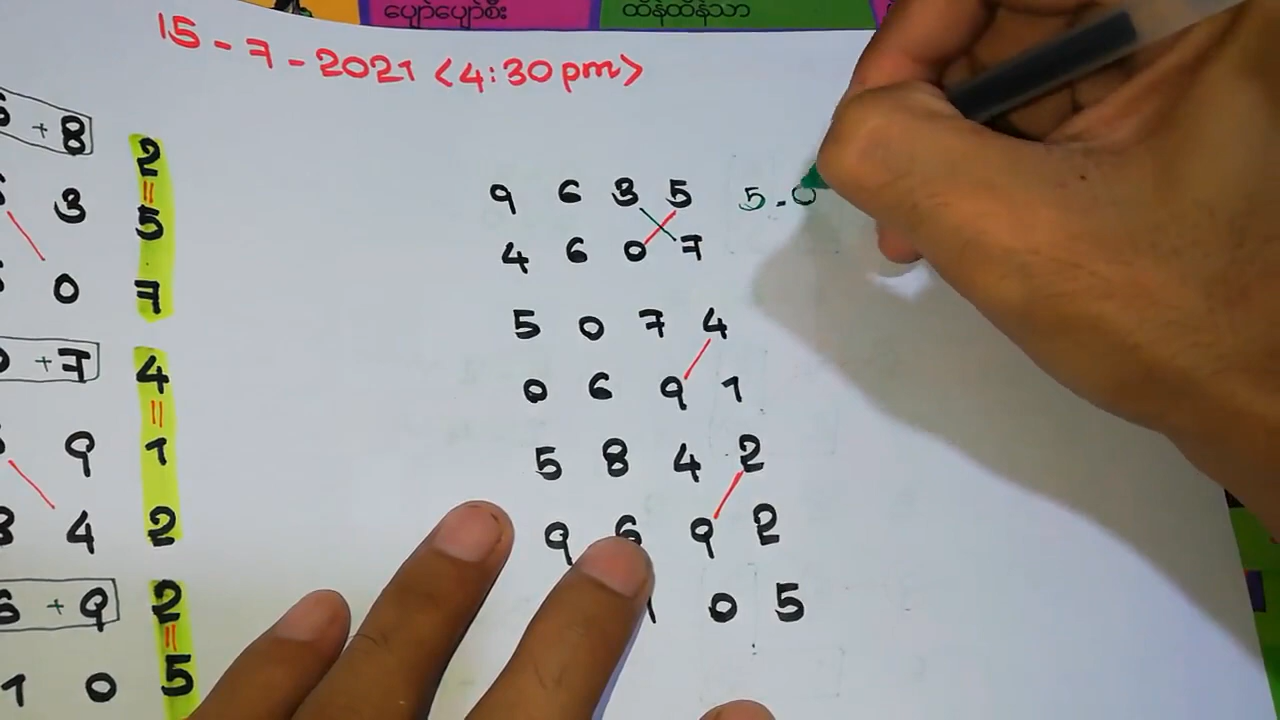 ပျော်ပျော်စီး
ထိန်ထိန်သာ
15-7-2021 <4:30pm>
+ 8
3
0
+7
9
4
+ 9
1 0
2
=
5
7
4
=
1
2
2
=
5
9 6 3 5 5.0
4 6 0 7
5 0 7 4
0 6 9 1
5 8 4 2
9 6 9 2
0 5